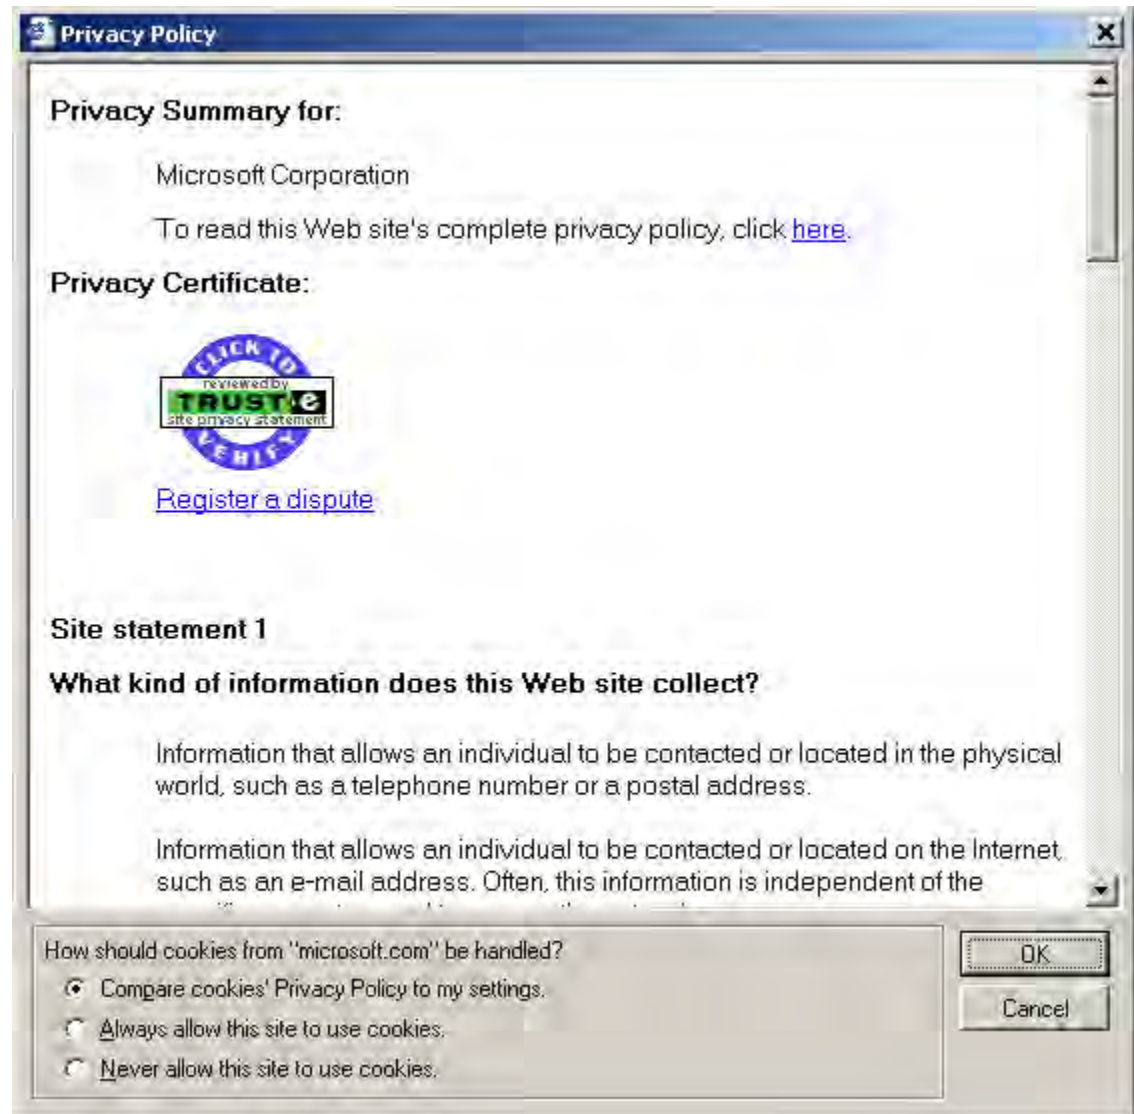 Privacy Policy
Privacy Summary for:
Microsoft Corporation
To read this Web site's complete privacy policy, click here.
Privacy Certificate:
CLICK TO
reviewed by
TRUSTe
site privacy statement
VERIFY
Register a dispute
Site statement 1
What kind of information does this Web site collect?
Information that allows an individual to be contacted or located in the physical
world, such as a telephone number or a postal address.
Information that allows an individual to be contacted or located on the Internet,
such as an e-mail address. Often, this information is independent of the
How should cookies from "microsoft.com" be handled?
Compare cookies' Privacy Policy to my settings.
Always allow this site to use cookies.
Never allow this site to use cookies.
OK
Cancel